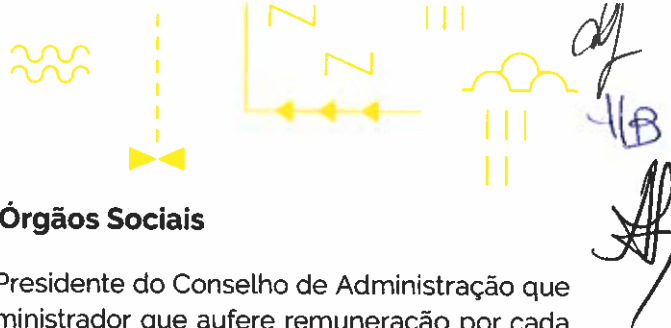 Órgãos Sociais
Presidente do Conselho de Administração que
ministrador que aufere remuneração por cada